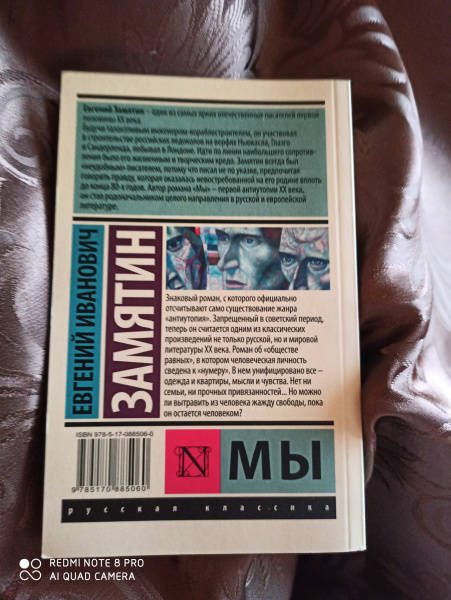 Евгений Замятин – один из самых ярких отечественных писателей первой
половины XX века.
Будучи талантливым инженером-кораблестроителем, он участвовал
в строительстве российских ледоколов на верфях Ньюкасла, Глазго
и Сандерленда, побывал в Лондоне. Идти по линии наибольшего сопротив-
ления было его жизненным и творческим кредо. Замятин всегда был
«неудобным» писателем, потому что писал не по указке, предпочитая
говорить правду, которая оказалась невостребованной на его родине вплоть
до конца 80-х годов. Автор романа «Мы» – первой антиутопии XX века,
он стал родоначальником целого направления в русской и европейской
литературе.
ЕВГЕНИЙ ИВАНОВИЧ
ЗАМЯТИН
Знаковый роман, с которого официально
отсчитывают само существование жанра
«антиутопия». Запрещенный в советский период,
теперь он считается одним из классических
произведений не только русской, но и мировой
литературы XX века. Роман об «обществе
равных», в котором человеческая личность
сведена к «нумеру». В нем унифицировано все –
одежда и квартиры, мысли и чувства. Нет ни
семьи, ни прочных привязанностей... Но можно
ли вытравить из человека жажду свободы, пока
он остается человеком?
ISBN 978-5-17-088506-0
9 785170 885060
N
МЫ
русская классика
REDMI NOTE 8 PRO
AI QUAD CAMERA